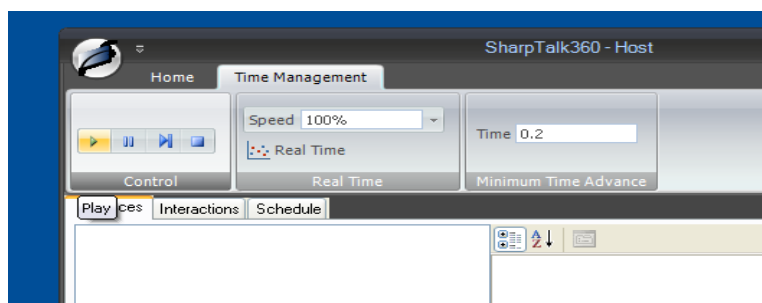 SharpTalk360 - Host
Home Time Management
Speed 100%
Time 0.2
Real Time
Control Real Time Minimum Time Advance
Play ces Interactions Schedule
A
Z